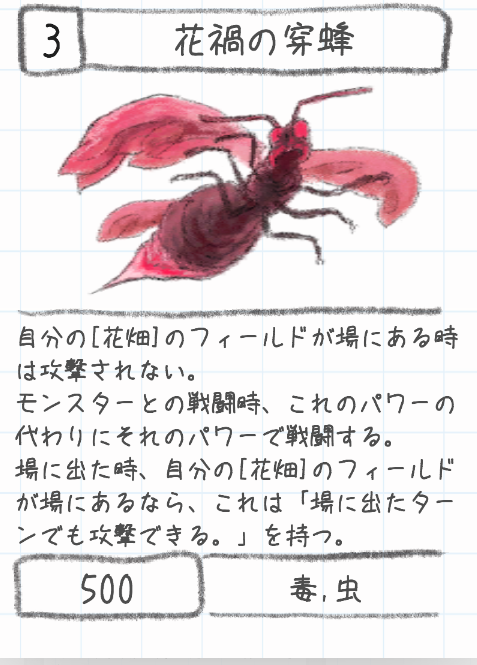 3
花禍の穿蜂
自分の[花畑]のフィールドが場にある時
は攻撃されない。
モンスターとの戦闘時、これのパワーの
代わりにそれのパワーで戦闘する。
場に出た時、自分の[花畑]のフィールド
が場にあるなら、これは「場に出たター
ンでも攻撃できる。」を持つ。
500
毒,虫